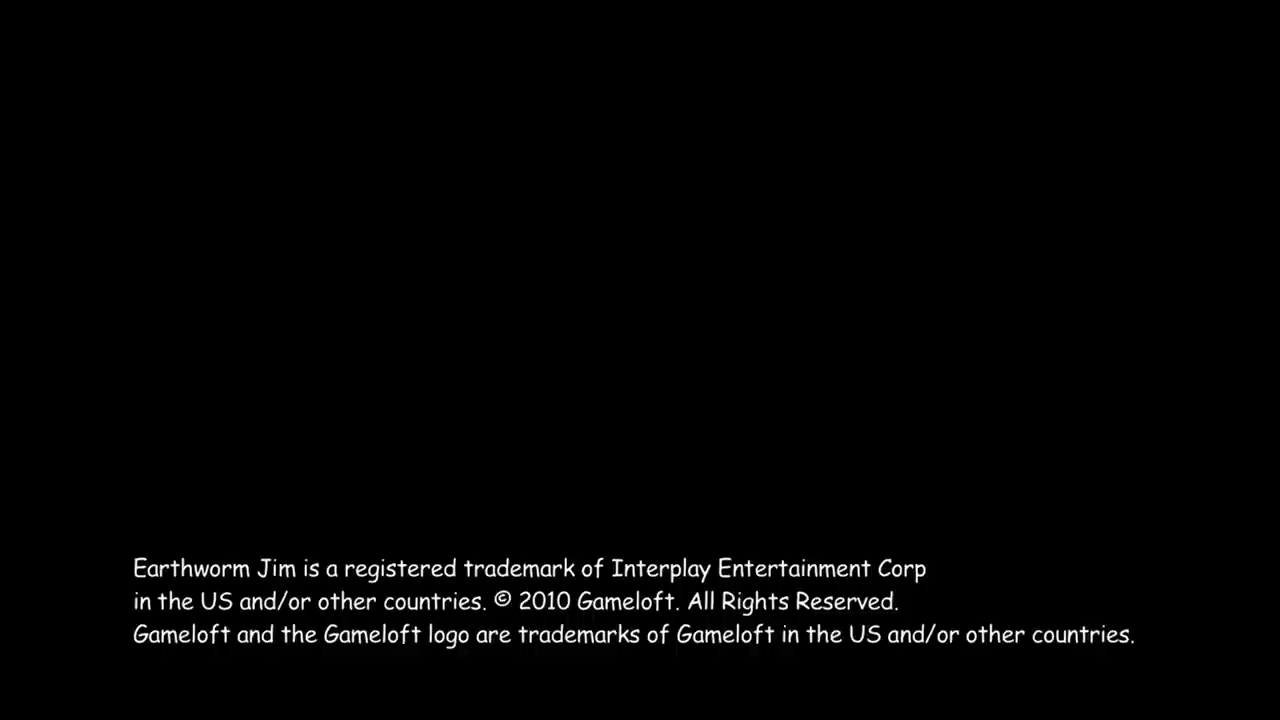 Earthworm Jim is a registered trademark of Interplay Entertainment Corp
in the US and/or other countries. © 2010 Gameloft. All Rights Reserved.
Gameloft and the Gameloft logo are trademarks of Gameloft in the US and/or other countries.